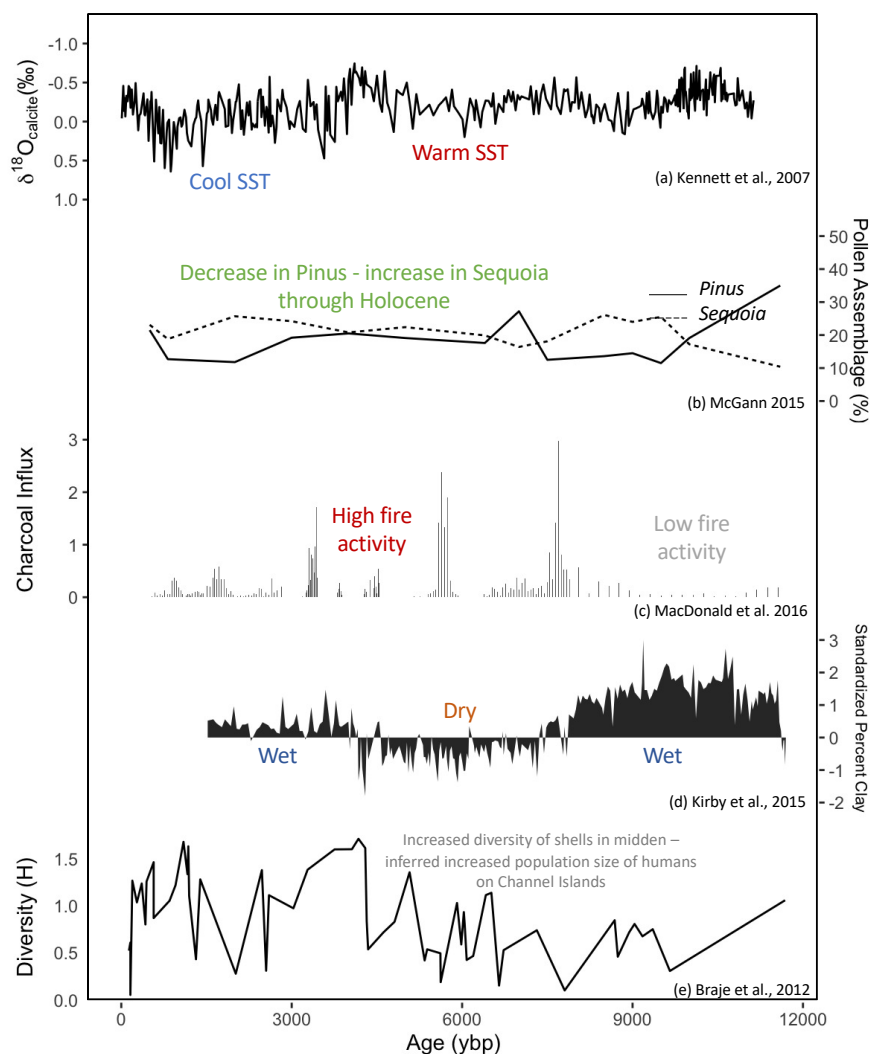 -1.0
-0.5
0.0
0.5
1.0
δ18Ocalcite(‰)
Cool SST
Warm SST
(a) Kennett et al., 2007
50
40
30
20
10
0
Pollen Assemblage (%)
Decrease in Pinus - increase in Sequoia
through Holocene
Pinus
Sequoia
(b) McGann 2015
3
2
1
0
Charcoal Influx
High fire
activity
Low fire
activity
(c) MacDonald et al. 2016
3
2
1
0
-1
-2
Standardized Percent Clay
Dry
Wet
Wet
(d) Kirby et al., 2015
1.5
1.0
0.5
0.0
Diversity (H)
Increased diversity of shells in midden –
inferred increased population size of humans
on Channel Islands
(e) Braje et al., 2012
0
3000
6000
9000
12000
Age (ybp)